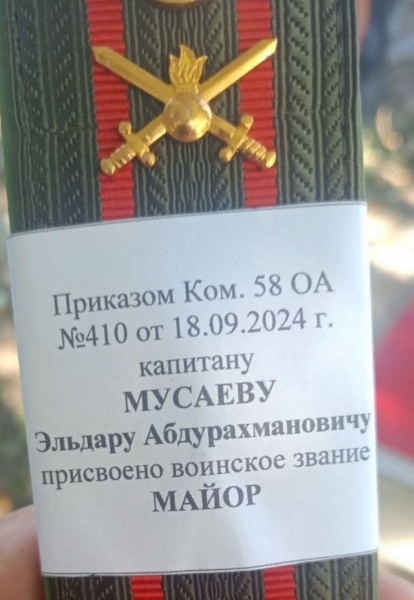 Приказом Ком. 58 ОА
№410 от 18.09.2024 г.
капитану
МУСАЕВУ
Эльдару Абдурахмановичу
присвоено воинское звание
МАЙОР